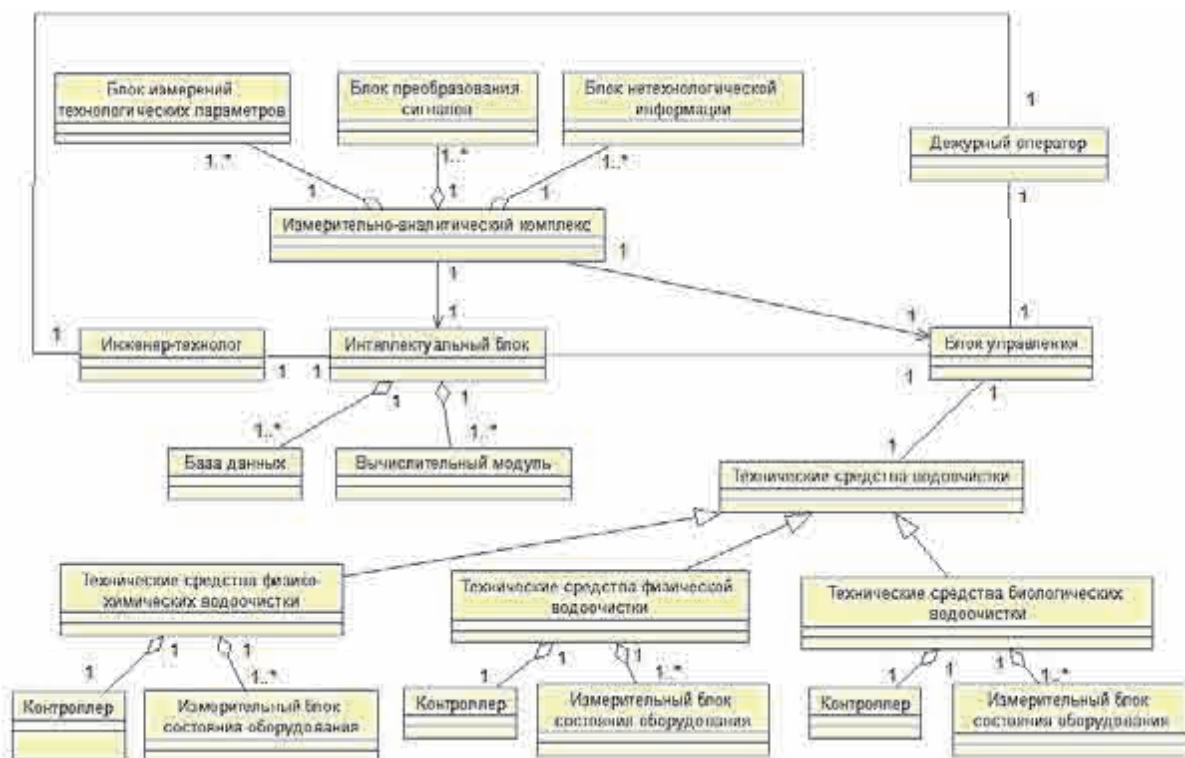 Блок измерений
технологических параметров
Блок преобразования
сигналов
Блок нетехнологической
информации
1
Дежурный оператор
1..*
1..*
1..*
1
1
1
1
Измерительно-аналитический комплекс
1
1
1
1
1
1
Инженер-технолог
Интеллектуальный блок
Блок управления
1
1
1
1
1
1
1..*
1..*
1
База данных
Вычислительный модуль
Технические средства водоочистки
Технические средства физико-
химических водоочистки
Технические средства физической
водоочистки
Технические средства биологических
водоочистки
1
1
1
1
1
1
1
1..*
1
1..*
1
1..*
Контроллер
Измерительный блок
состояния оборудования
Контроллер
Измерительный блок
состояния оборудования
Контроллер
Измерительный блок
состояния оборудования